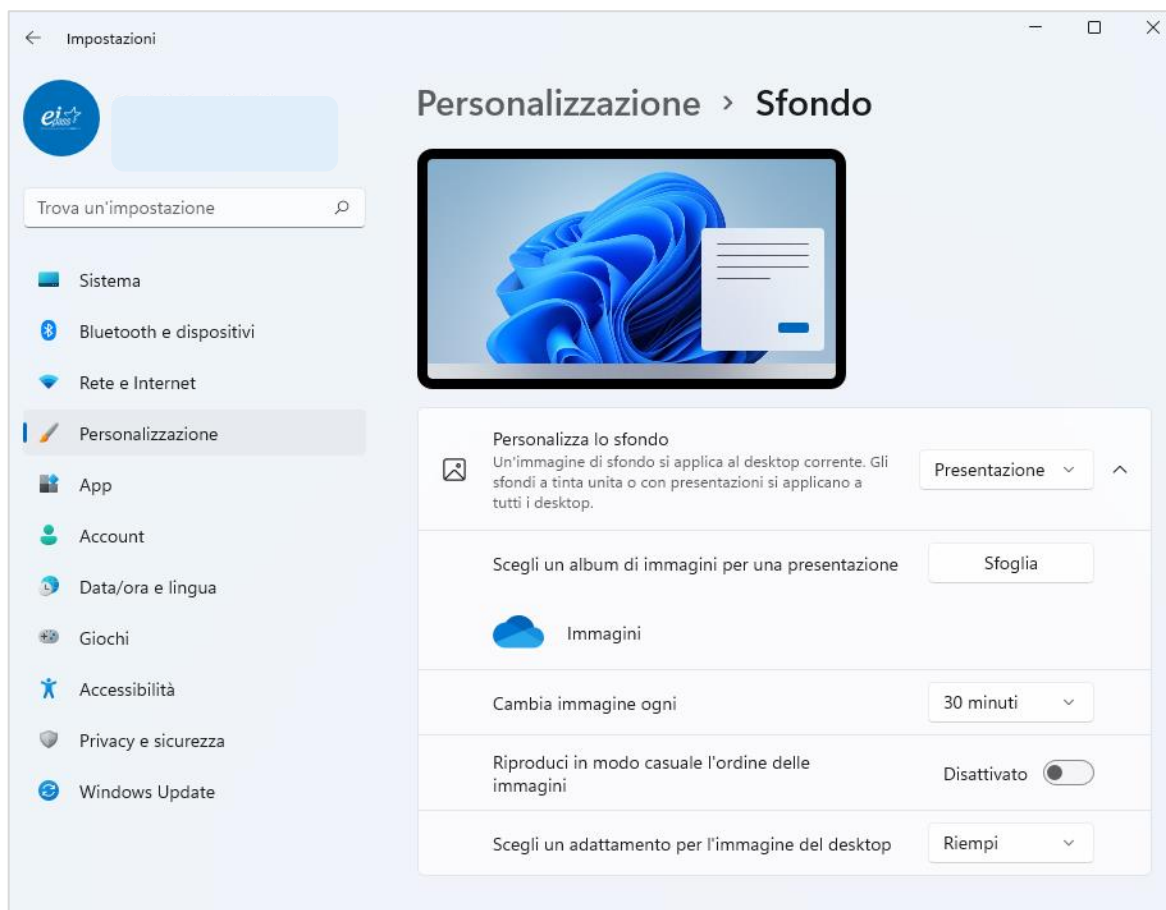 Impostazioni
ei
pass
Trova un'impostazione
Sistema
Bluetooth e dispositivi
Rete e Internet
Personalizzazione
App
Account
Data/ora e lingua
Giochi
Accessibilità
Privacy e sicurezza
Windows Update
Personalizzazione > Sfondo
Personalizza lo sfondo
Un'immagine di sfondo si applica al desktop corrente. Gli
sfondi a tinta unita o con presentazioni si applicano a
tutti i desktop.
Presentazione
Scegli un album di immagini per una presentazione
Sfoglia
Immagini
Cambia immagine ogni
30 minuti
Riproduci in modo casuale l'ordine delle
immagini
Disattivato
Scegli un adattamento per l'immagine del desktop
Riempi